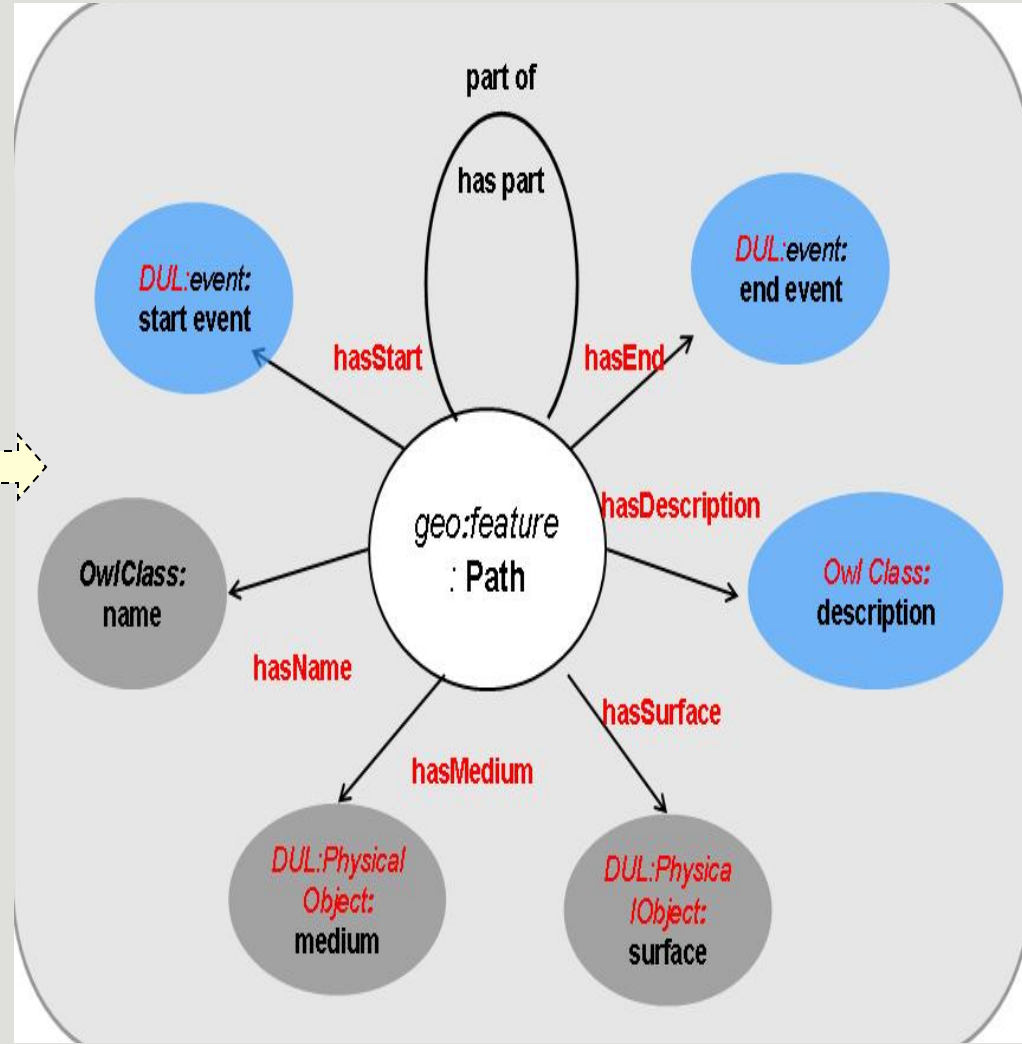 part of
has part
DUL:event:
start event
DUL:event:
end event
hasStart
hasEnd
hasDescription
geo:feature
: Path
OwlClass:
name
Owl Class:
description
hasName
hasSurface
hasMedium
DUL:Physical
Object:
medium
DUL:Physica
lObject:
surface